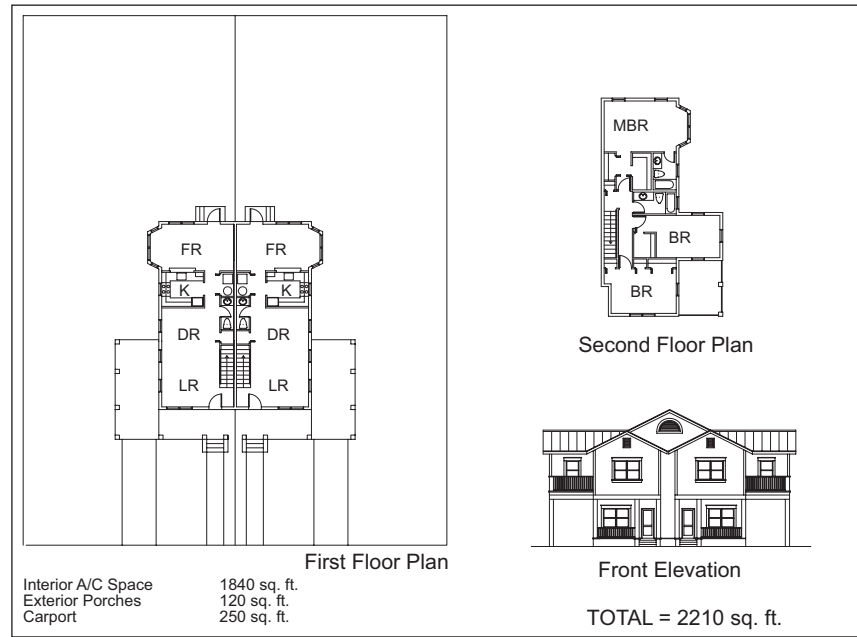 FR FR
K K
DR DR
LR LR
First Floor Plan
Interior A/C Space 1840 sq. ft.
Exterior Porches 120 sq. ft.
Carport 250 sq. ft.
MBR
BR
BR
Second Floor Plan
Front Elevation
TOTAL = 2210 sq. ft.